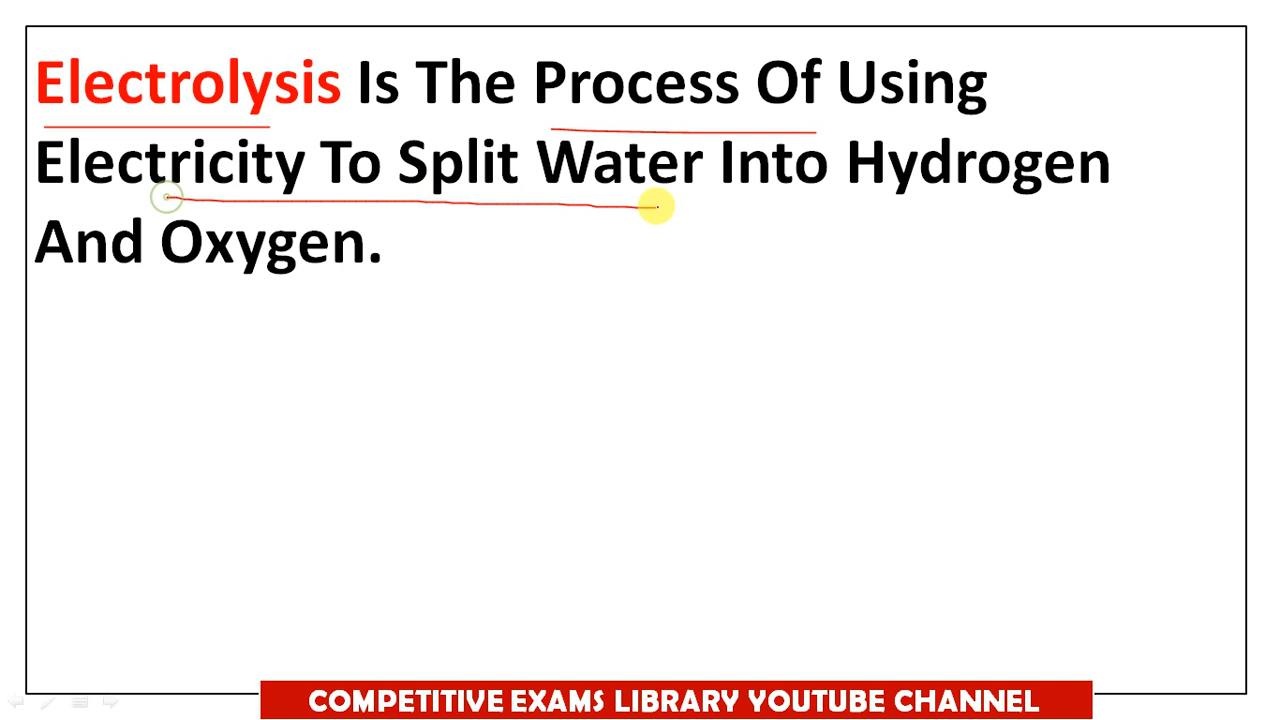 Electrolysis Is The Process Of Using
Electricity To Split Water Into Hydrogen
And Oxygen.
COMPETITIVE EXAMS LIBRARY YOUTUBE CHANNEL